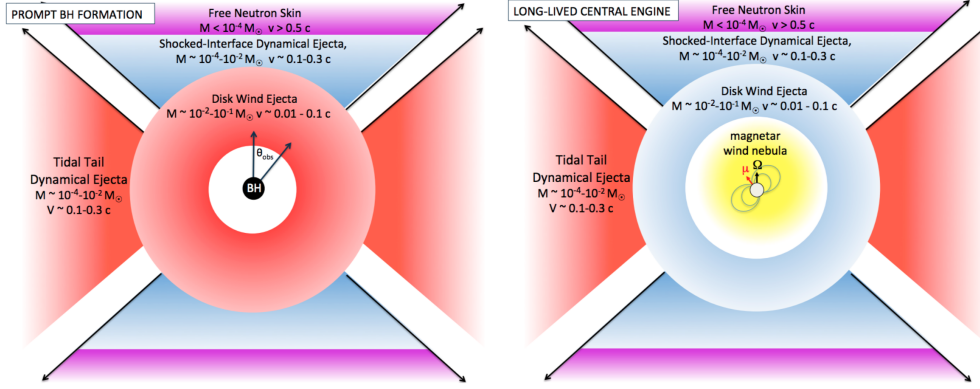 PROMPT BH FORMATION
Free Neutron Skin
M < 10⁻⁴ M☉ v > 0.5 c
Shocked-Interface Dynamical Ejecta,
M ~ 10⁻⁴-10⁻² M☉ v ~ 0.1-0.3 c
Disk Wind Ejecta
M ~ 10⁻²-10⁻¹ M☉ v ~ 0.01 - 0.1 c
θobs
BH
Tidal Tail
Dynamical Ejecta
M ~ 10⁻⁴-10⁻² M☉
V ~ 0.1-0.3 c
LONG-LIVED CENTRAL ENGINE
Free Neutron Skin
M < 10⁻⁴ M☉ v > 0.5 c
Shocked-Interface Dynamical Ejecta,
M ~ 10⁻⁴-10⁻² M☉ v ~ 0.1-0.3 c
Disk Wind Ejecta
M ~ 10⁻²-10⁻¹ M☉ v ~ 0.01 - 0.1 c
magnetar
wind nebula
μ Ω
Tidal Tail
Dynamical Ejecta
M ~ 10⁻⁴-10⁻² M☉
V ~ 0.1-0.3 c